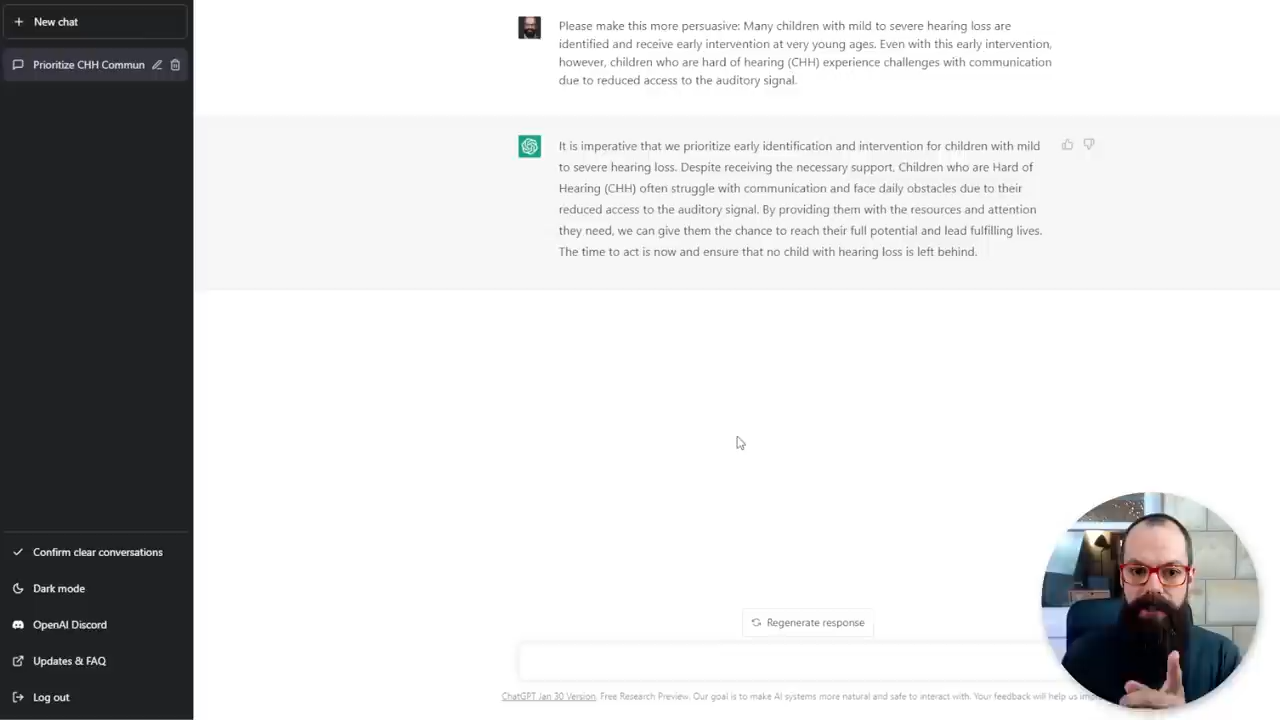 New chat
Prioritize CHH Commun
Please make this more persuasive: Many children with mild to severe hearing loss are
identified and receive early intervention at very young ages. Even with this early intervention,
however, children who are hard of hearing (CHH) experience challenges with communication
due to reduced access to the auditory signal.
It is imperative that we prioritize early identification and intervention for children with mild
to severe hearing loss. Despite receiving the necessary support. Children who are Hard of
Hearing (CHH) often struggle with communication and face daily obstacles due to their
reduced access to the auditory signal. By providing them with the resources and attention
they need, we can give them the chance to reach their full potential and lead fulfilling lives.
The time to act is now and ensure that no child with hearing loss is left behind.
Confirm clear conversations
Dark mode
OpenAI Discord
Updates & FAQ
Log out
Regenerate response
ChatGPT Jan 30 Version. Free Research Preview. Our goal is to make AI systems more natural and safe to interact with. Your feedback will help us